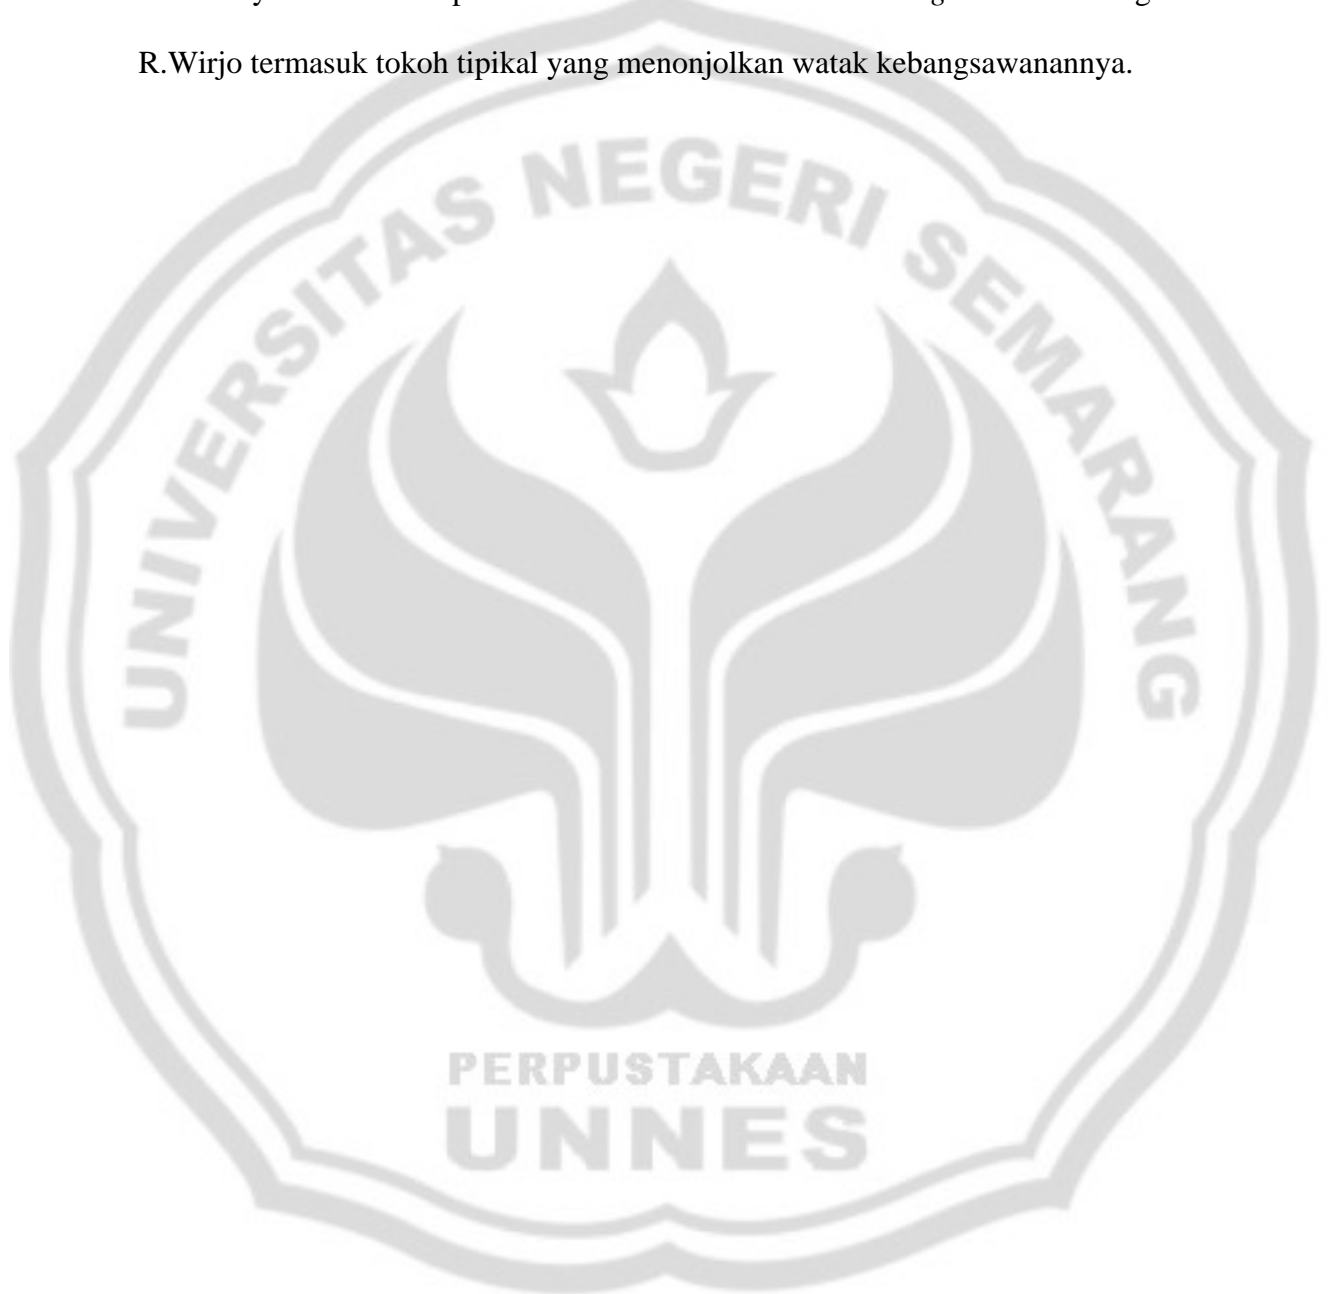 R.Wirjo termasuk tokoh tipikal yang menonjolkan watak kebangsawanannya.
UNIVERSITAS NEGERI SEMARANG
PERPUSTAKAAN
UNNES